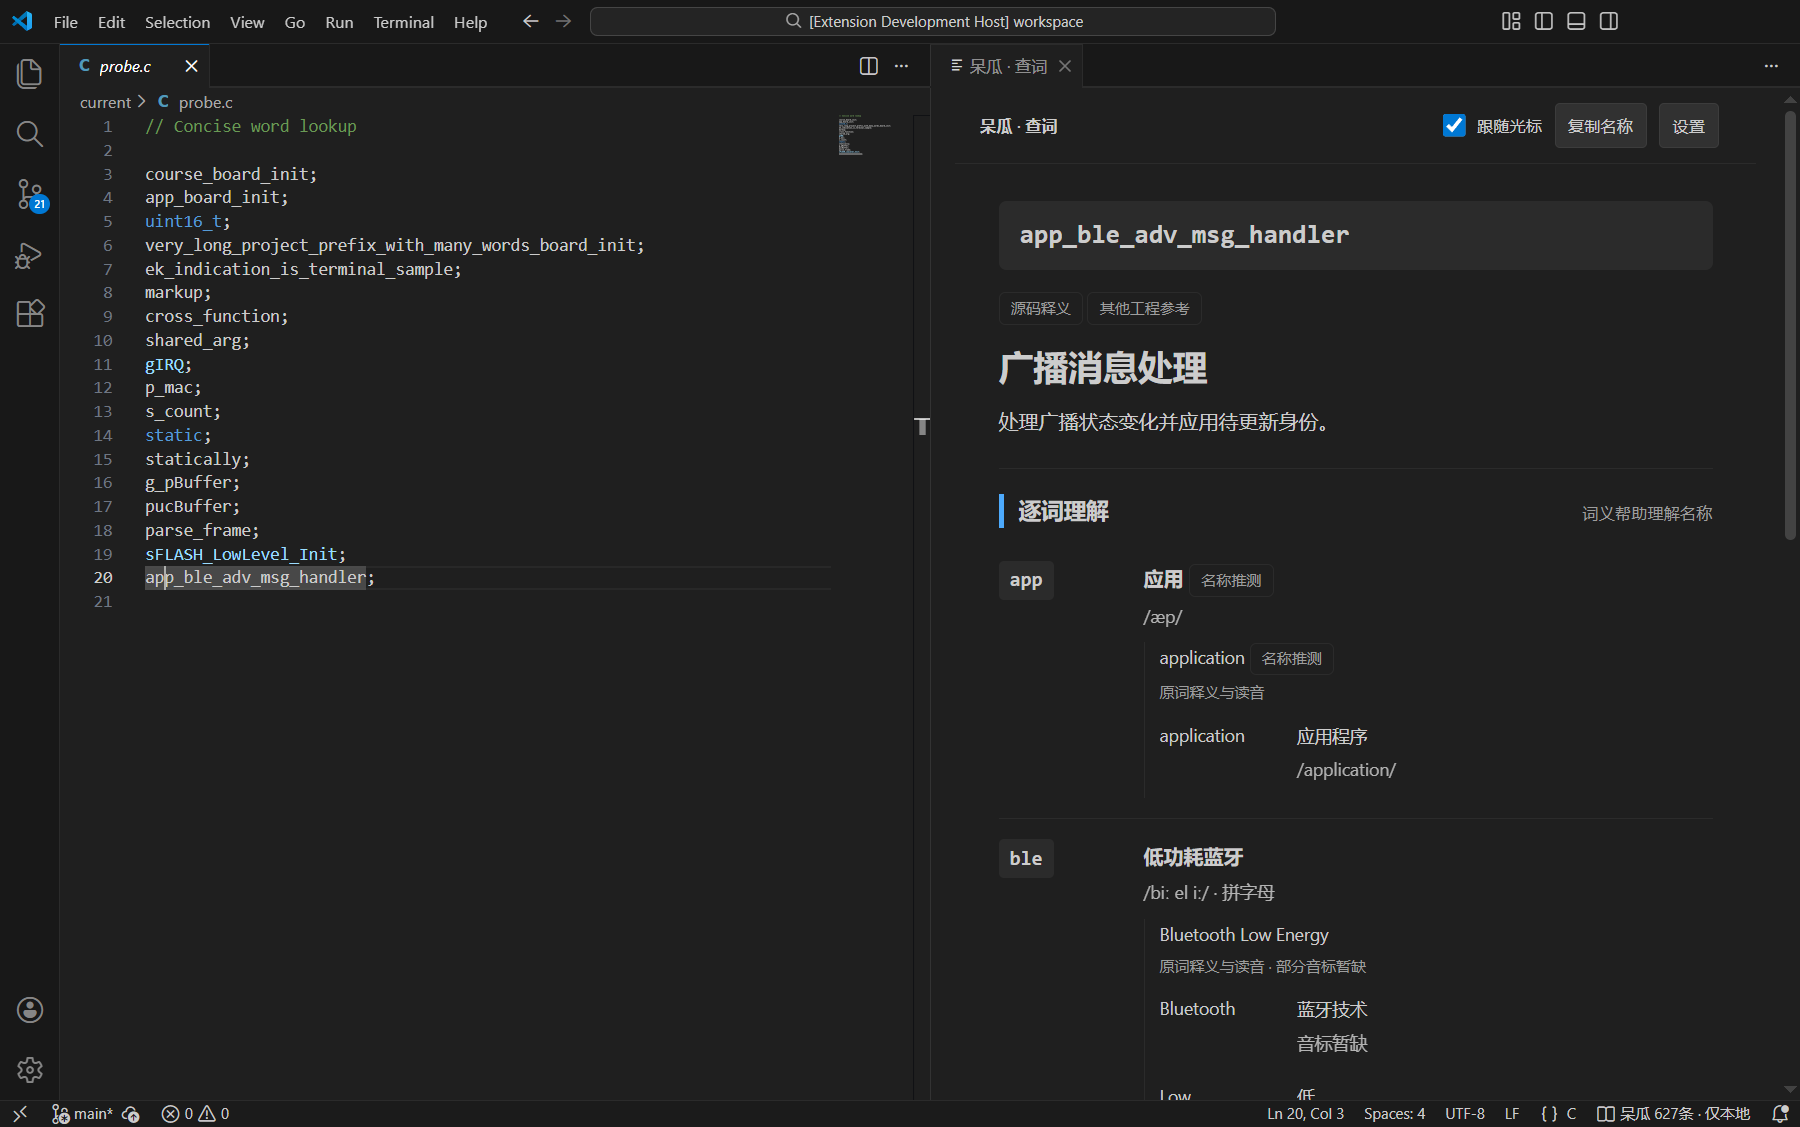 File Edit Selection View Go Run Terminal Help
[Extension Development Host] workspace
C probe.c
呆瓜 · 查词
current > C probe.c
1 // Concise word lookup
2
3 course_board_init;
4 app_board_init;
5 uint16_t;
6 very_long_project_prefix_with_many_words_board_init;
7 ek_indication_is_terminal_sample;
8 markup;
9 cross_function;
10 shared_arg;
11 gIRQ;
12 p_mac;
13 s_count;
14 static;
15 statically;
16 g_pBuffer;
17 pucBuffer;
18 parse_frame;
19 sFLASH_LowLevel_Init;
20 app_ble_adv_msg_handler;
21
呆瓜 · 查词
跟随光标 复制名称 设置
app_ble_adv_msg_handler
源码释义 其他工程参考
广播消息处理
处理广播状态变化并应用待更新身份。
逐词理解 词义帮助理解名称
app 应用 名称推测
/æp/
application 名称推测
原词释义与读音
application 应用程序
/application/
ble 低功耗蓝牙
/biː el iː/ · 拼字母
Bluetooth Low Energy
原词释义与读音 · 部分音标暂缺
Bluetooth 蓝牙技术
音标暂缺
Low 低
21
main* 0 0
Ln 20, Col 3 Spaces: 4 UTF-8 LF { } C 呆瓜 627条 · 仅本地